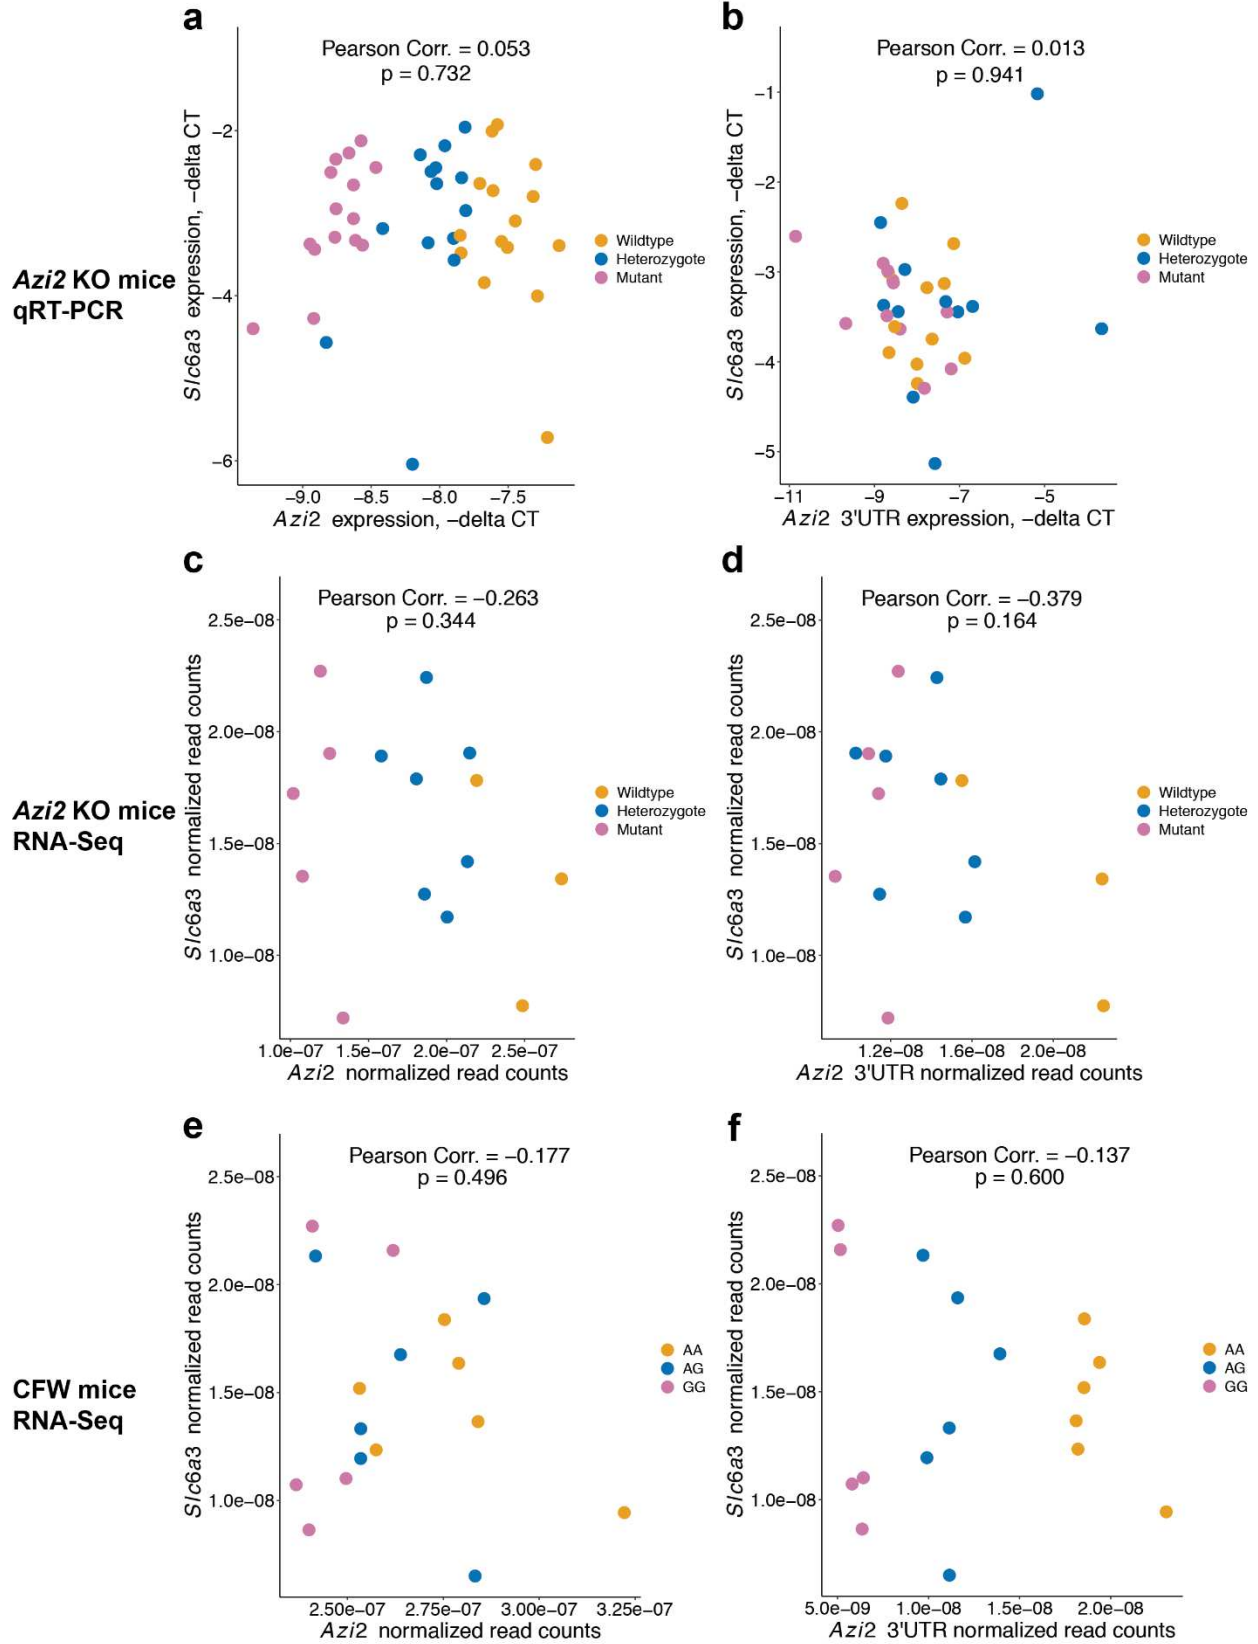 a
Pearson Corr. = 0.053
p = 0.732
−2
−4
−6
Slc6a3 expression, −delta CT
−9.0 −8.5 −8.0 −7.5
Azi2 expression, −delta CT
Wildtype
Heterozygote
Mutant
Azi2 KO mice
qRT-PCR
b
Pearson Corr. = 0.013
p = 0.941
−1
−2
−3
−4
−5
Slc6a3 expression, −delta CT
−11 −9 −7 −5
Azi2 3'UTR expression, −delta CT
Wildtype
Heterozygote
Mutant
c
Pearson Corr. = −0.263
p = 0.344
2.5e−08
2.0e−08
1.5e−08
1.0e−08
Slc6a3 normalized read counts
1.0e−07 1.5e−07 2.0e−07 2.5e−07
Azi2 normalized read counts
Wildtype
Heterozygote
Mutant
Azi2 KO mice
RNA-Seq
d
Pearson Corr. = −0.379
p = 0.164
2.5e−08
2.0e−08
1.5e−08
1.0e−08
Slc6a3 normalized read counts
1.2e−08 1.6e−08 2.0e−08
Azi2 3'UTR normalized read counts
Wildtype
Heterozygote
Mutant
e
Pearson Corr. = −0.177
p = 0.496
2.5e−08
2.0e−08
1.5e−08
1.0e−08
Slc6a3 normalized read counts
2.50e−07 2.75e−07 3.00e−07 3.25e−07
Azi2 normalized read counts
AA
AG
GG
CFW mice
RNA-Seq
f
Pearson Corr. = −0.137
p = 0.600
2.5e−08
2.0e−08
1.5e−08
1.0e−08
Slc6a3 normalized read counts
5.0e−09 1.0e−08 1.5e−08 2.0e−08
Azi2 3'UTR normalized read counts
AA
AG
GG